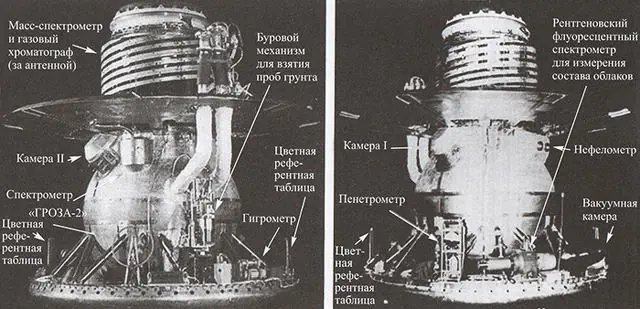 Масс-спектрометр
и газовый
хроматограф
(за антенной)
Буровой
механизм
для взятия
проб грунта
Цветная
рефе-
рентная
таблица
Камера II
Спектрометр
«ГРОЗА-2»
Цветная
рефе-
рентная
таблица
Гигрометр
Рентгеновский
флуоресцентный
спектрометр
для измерения
состава облаков
Камера I
Нефелометр
Пенетрометр
Вакуумная
камера
Цвет-
ная
рефе-
рентная
таблица